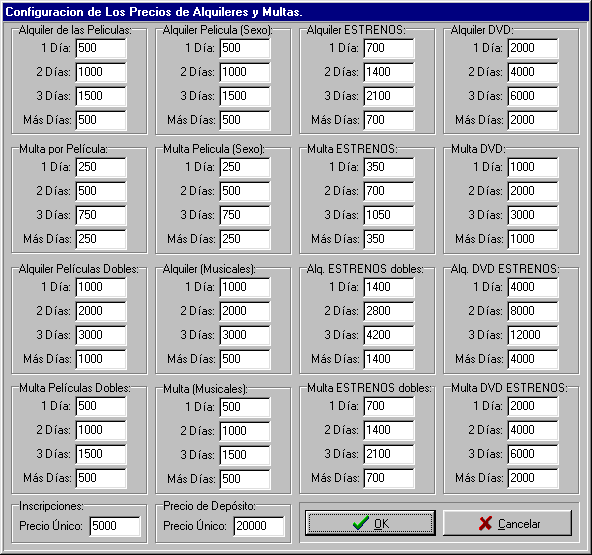 Configuracion de Los Precios de Alquileres y Multas.
Alquiler de las Peliculas:
1 Día: 500
2 Días: 1000
3 Días: 1500
Más Días: 500
Alquiler Pelicula (Sexo):
1 Día: 500
2 Días: 1000
3 Días: 1500
Más Días: 500
Alquiler ESTRENOS:
1 Día: 700
2 Días: 1400
3 Días: 2100
Más Días: 700
Alquiler DVD:
1 Día: 2000
2 Días: 4000
3 Días: 6000
Más Días: 2000
Multa por Película:
1 Día: 250
2 Días: 500
3 Días: 750
Más Días: 250
Multa Pelicula (Sexo):
1 Día: 250
2 Días: 500
3 Días: 750
Más Días: 250
Multa ESTRENOS:
1 Día: 350
2 Días: 700
3 Días: 1050
Más Días: 350
Multa DVD:
1 Día: 1000
2 Días: 2000
3 Días: 3000
Más Días: 1000
Alquiler Películas Dobles:
1 Día: 1000
2 Días: 2000
3 Días: 3000
Más Días: 1000
Alquiler (Musicales):
1 Día: 1000
2 Días: 2000
3 Días: 3000
Más Días: 500
Alq. ESTRENOS dobles:
1 Día: 1400
2 Días: 2800
3 Días: 4200
Más Días: 1400
Alq. DVD ESTRENOS:
1 Día: 4000
2 Días: 8000
3 Días: 12000
Más Días: 4000
Multa Películas Dobles:
1 Día: 500
2 Días: 1000
3 Días: 1500
Más Días: 500
Multa (Musicales):
1 Día: 500
2 Días: 1000
3 Días: 1500
Más Días: 500
Multa ESTRENOS dobles:
1 Día: 700
2 Días: 1400
3 Días: 2100
Más Días: 700
Multa DVD ESTRENOS:
1 Día: 2000
2 Días: 4000
3 Días: 6000
Más Días: 2000
Inscripciones:
Precio Único: 5000
Precio de Depósito:
Precio Único: 20000
OK
Cancelar